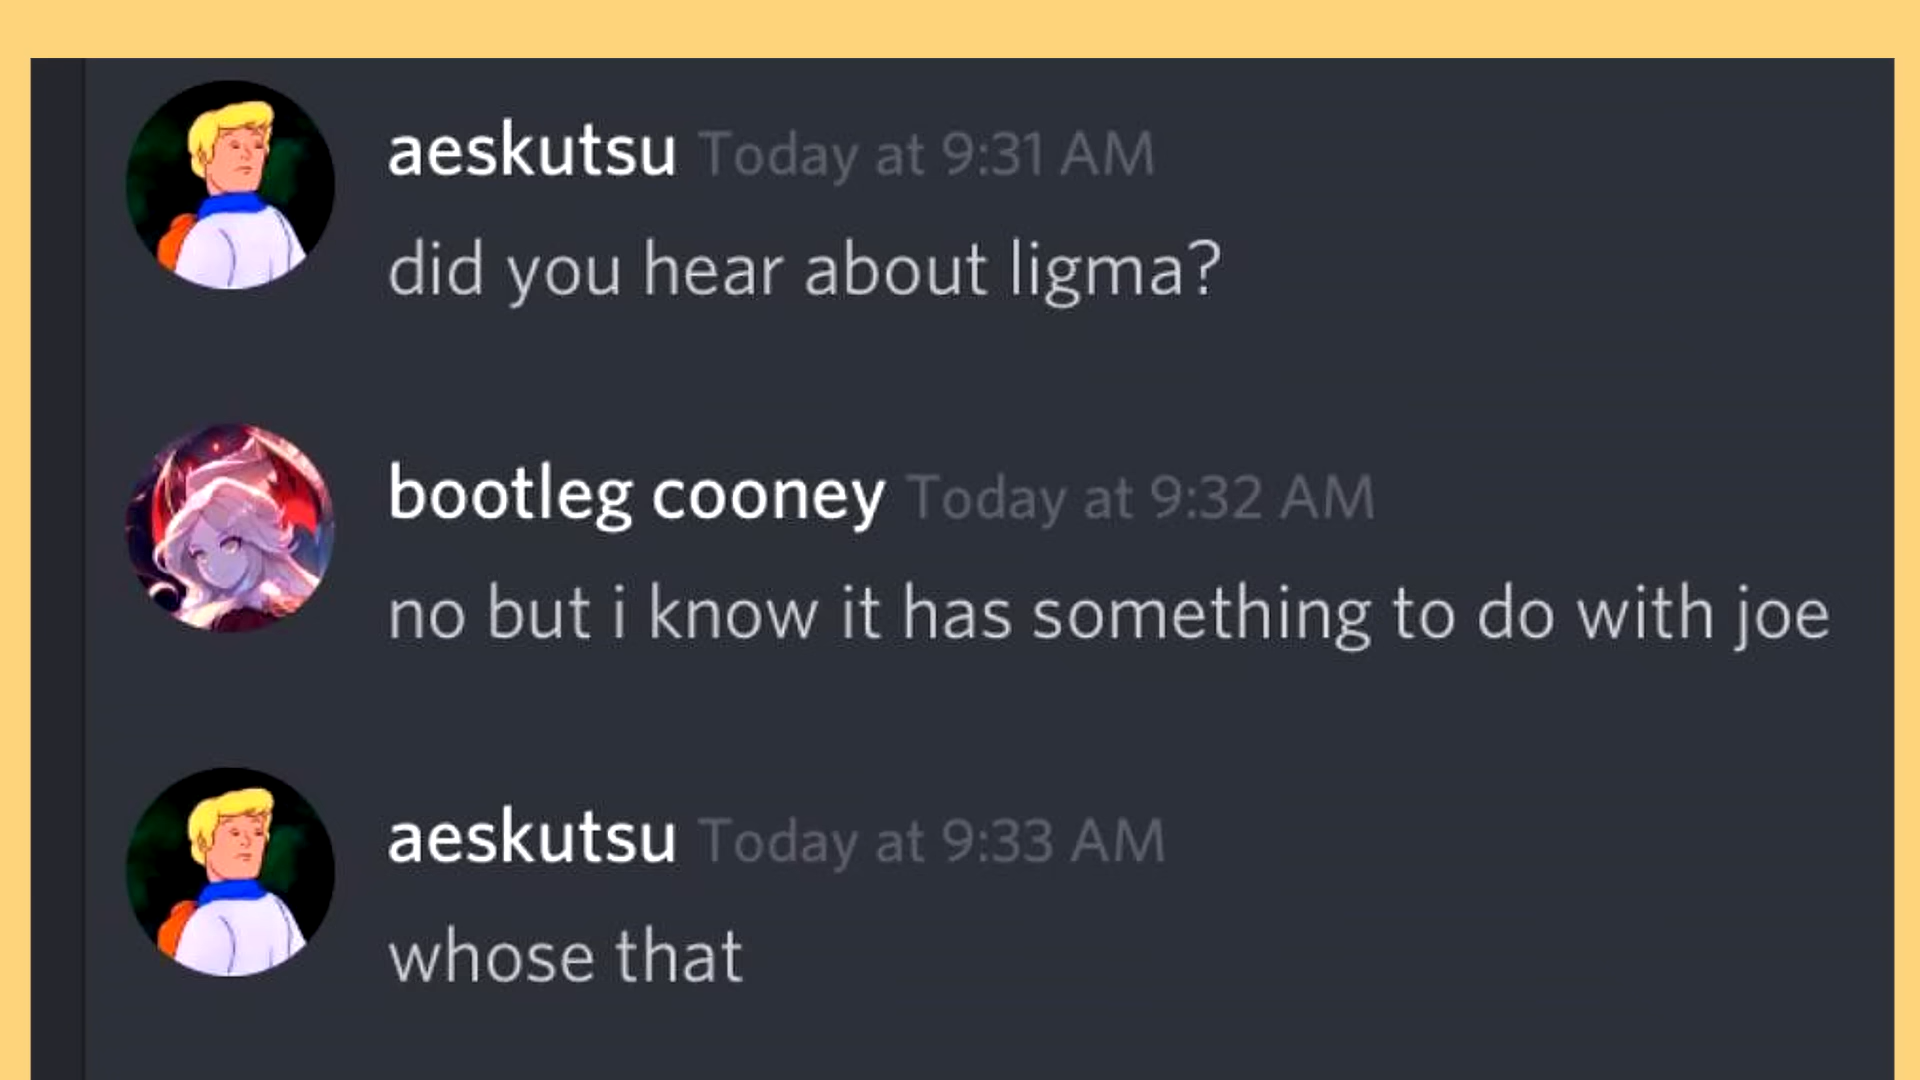 aeskutsu Today at 9:31 AM
did you hear about ligma?
bootleg cooney Today at 9:32 AM
no but i know it has something to do with joe
aeskutsu Today at 9:33 AM
whose that